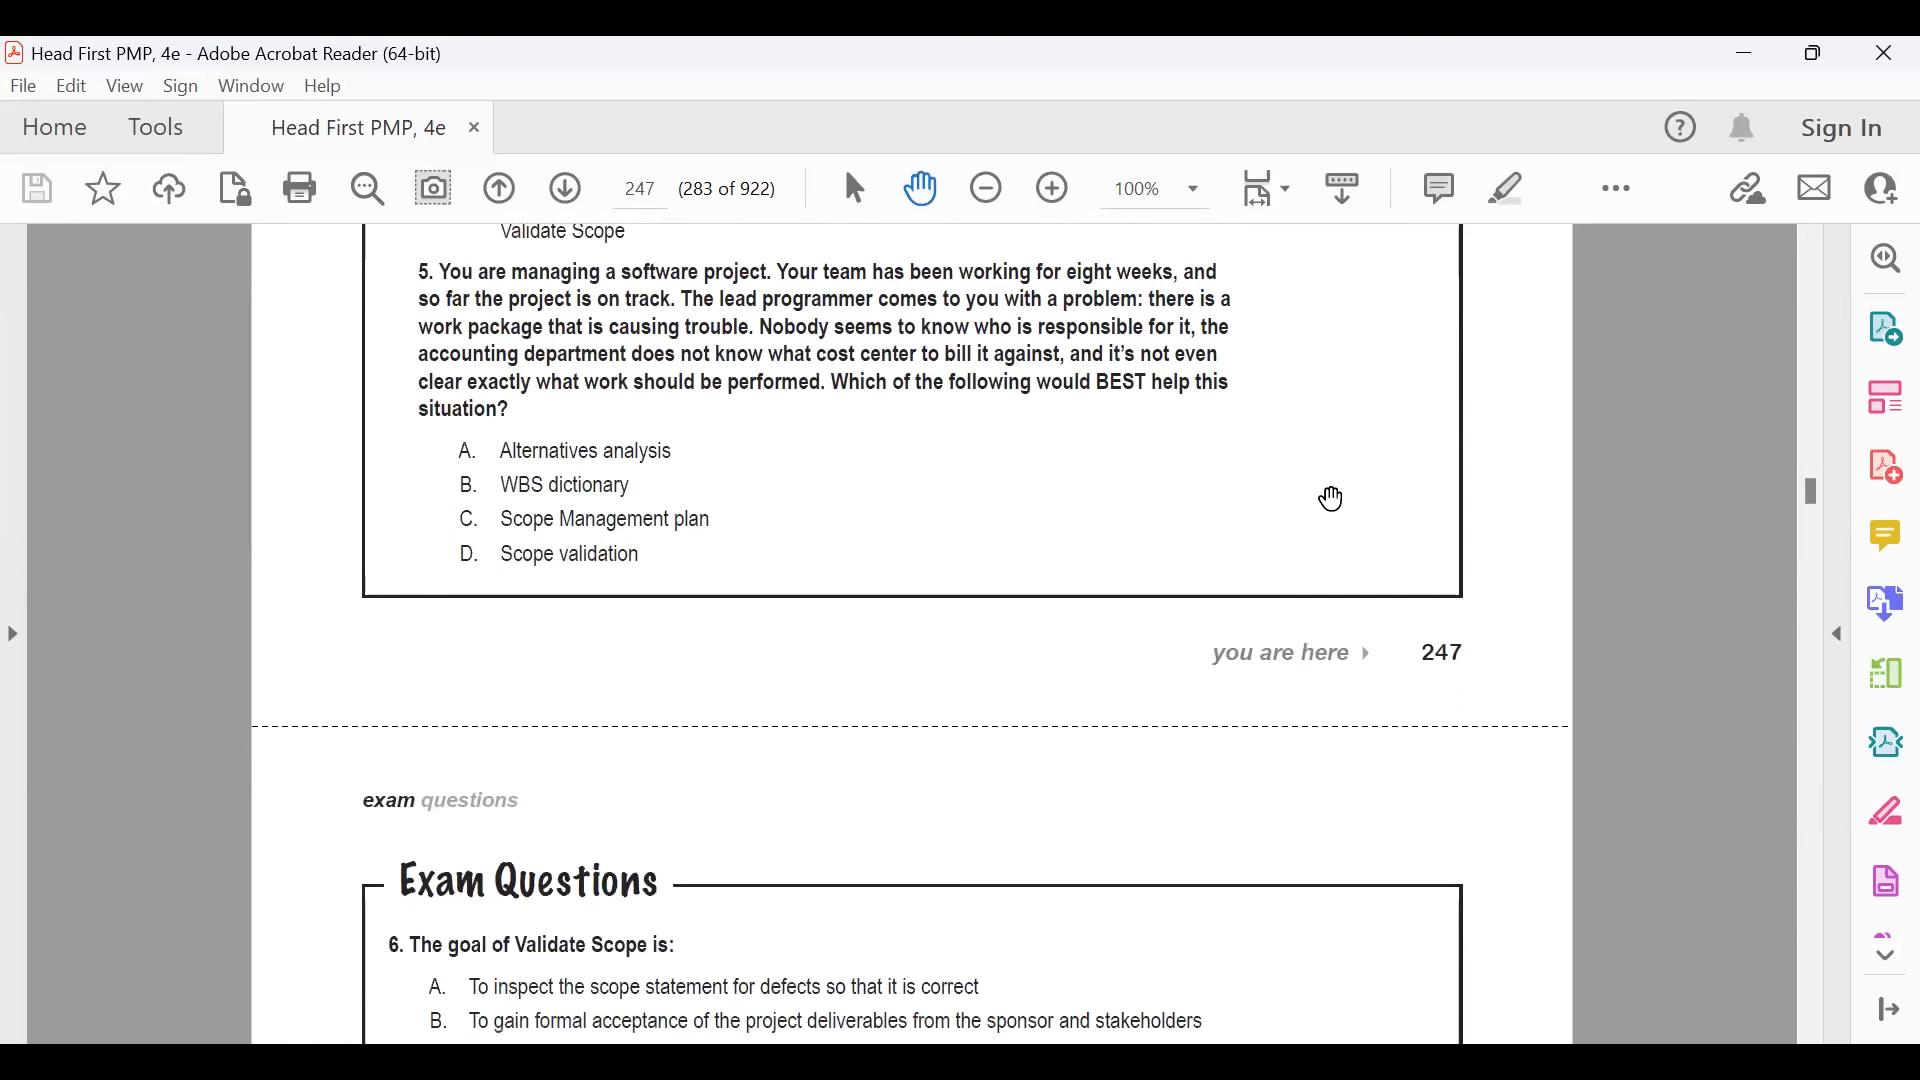 Head First PMP, 4e - Adobe Acrobat Reader (64-bit)
File Edit View Sign Window Help
Home Tools Head First PMP, 4e × Sign In
247 (283 of 922) 100%
Validate Scope
5. You are managing a software project. Your team has been working for eight weeks, and
so far the project is on track. The lead programmer comes to you with a problem: there is a
work package that is causing trouble. Nobody seems to know who is responsible for it, the
accounting department does not know what cost center to bill it against, and it's not even
clear exactly what work should be performed. Which of the following would BEST help this
situation?
A. Alternatives analysis
B. WBS dictionary
C. Scope Management plan
D. Scope validation
you are here 247
exam questions
Exam Questions
6. The goal of Validate Scope is:
A. To inspect the scope statement for defects so that it is correct
B. To gain formal acceptance of the project deliverables from the sponsor and stakeholders